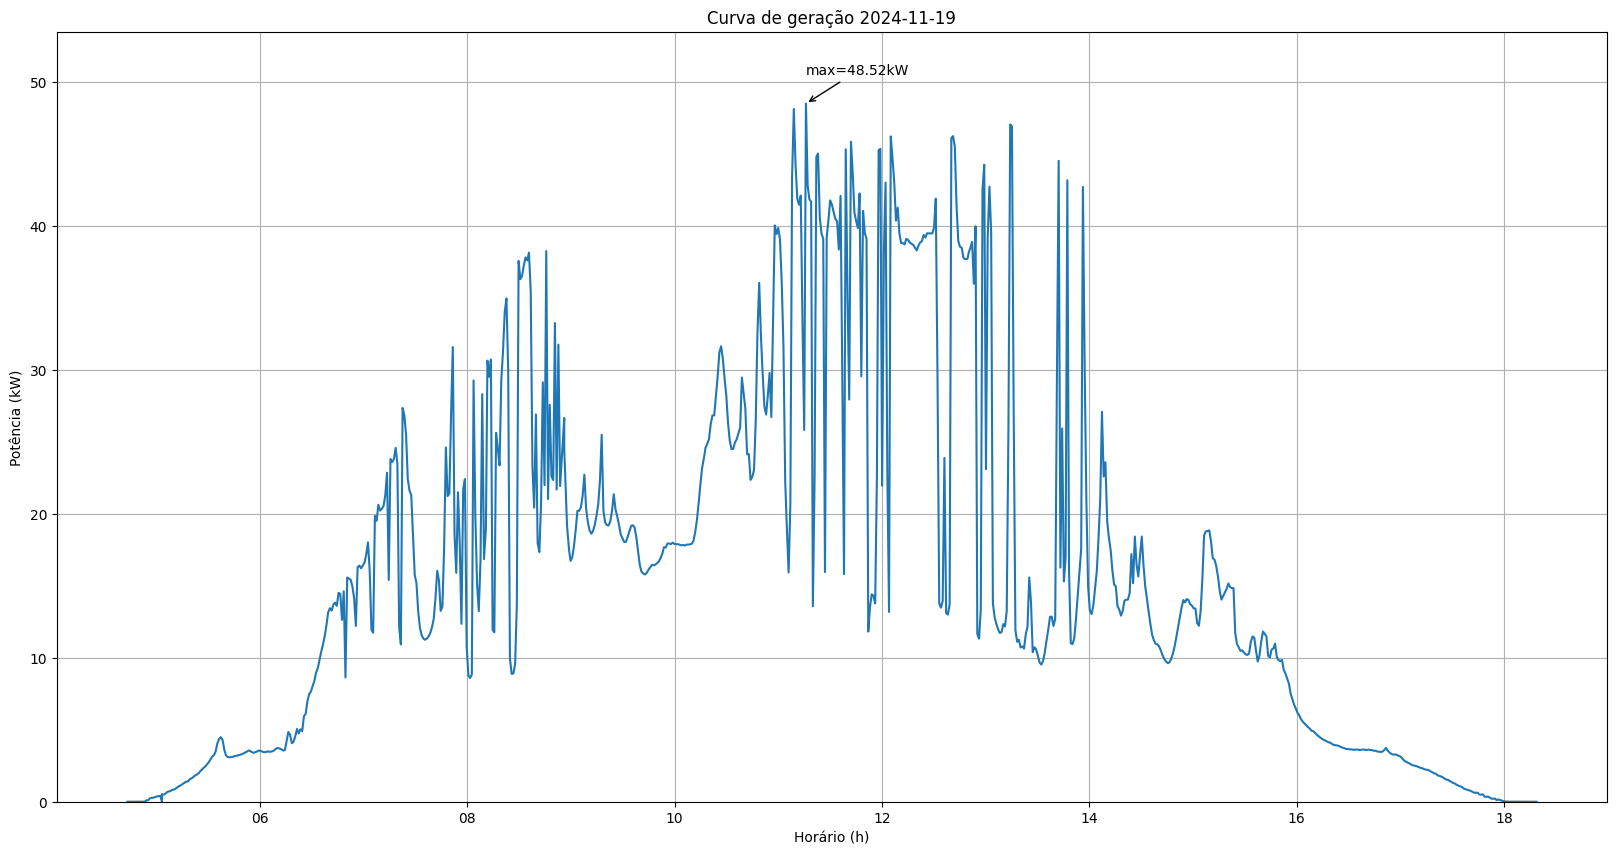 Curva de geração 2024-11-19
max=48.52kW
50
40
30
20
10
0
Potência (kW)
06 08 10 12 14 16 18
Horário (h)